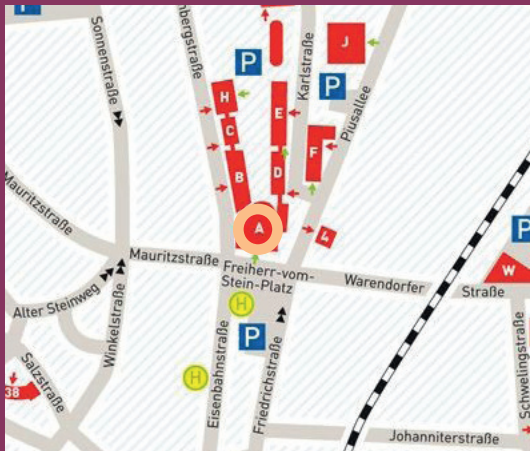 P
Sonnenstraße
nbergstraße
Karlstraße
J
P
P
Piusallee
H
E
C
F
D
B
Mauritzstraße
A
4
P
Mauritzstraße
Freiherr-vom-
Stein-Platz
Warendorfer
Straße
W
Alter Steinweg
Winkelstraße
H
P
Eisenbahnstraße
Friedrichstraße
H
Salzstraße
38
Schwelingstraße
Johanniterstraße